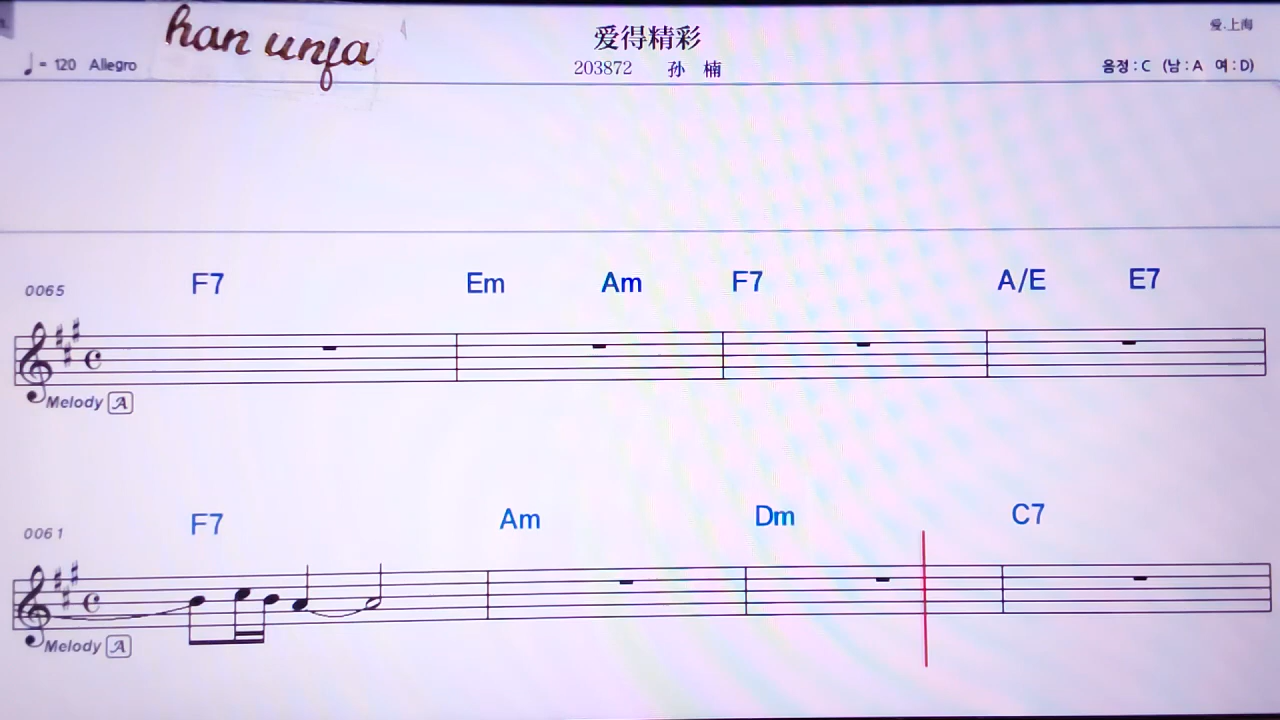 han unfa
爱得精彩
爱.上海
♩= 120 Allegro
203872 孙 楠
음정 : C (남 : A 여 : D)
0065 F7 Em Am F7 A/E E7
Melody A
0061 F7 Am Dm C7
Melody A